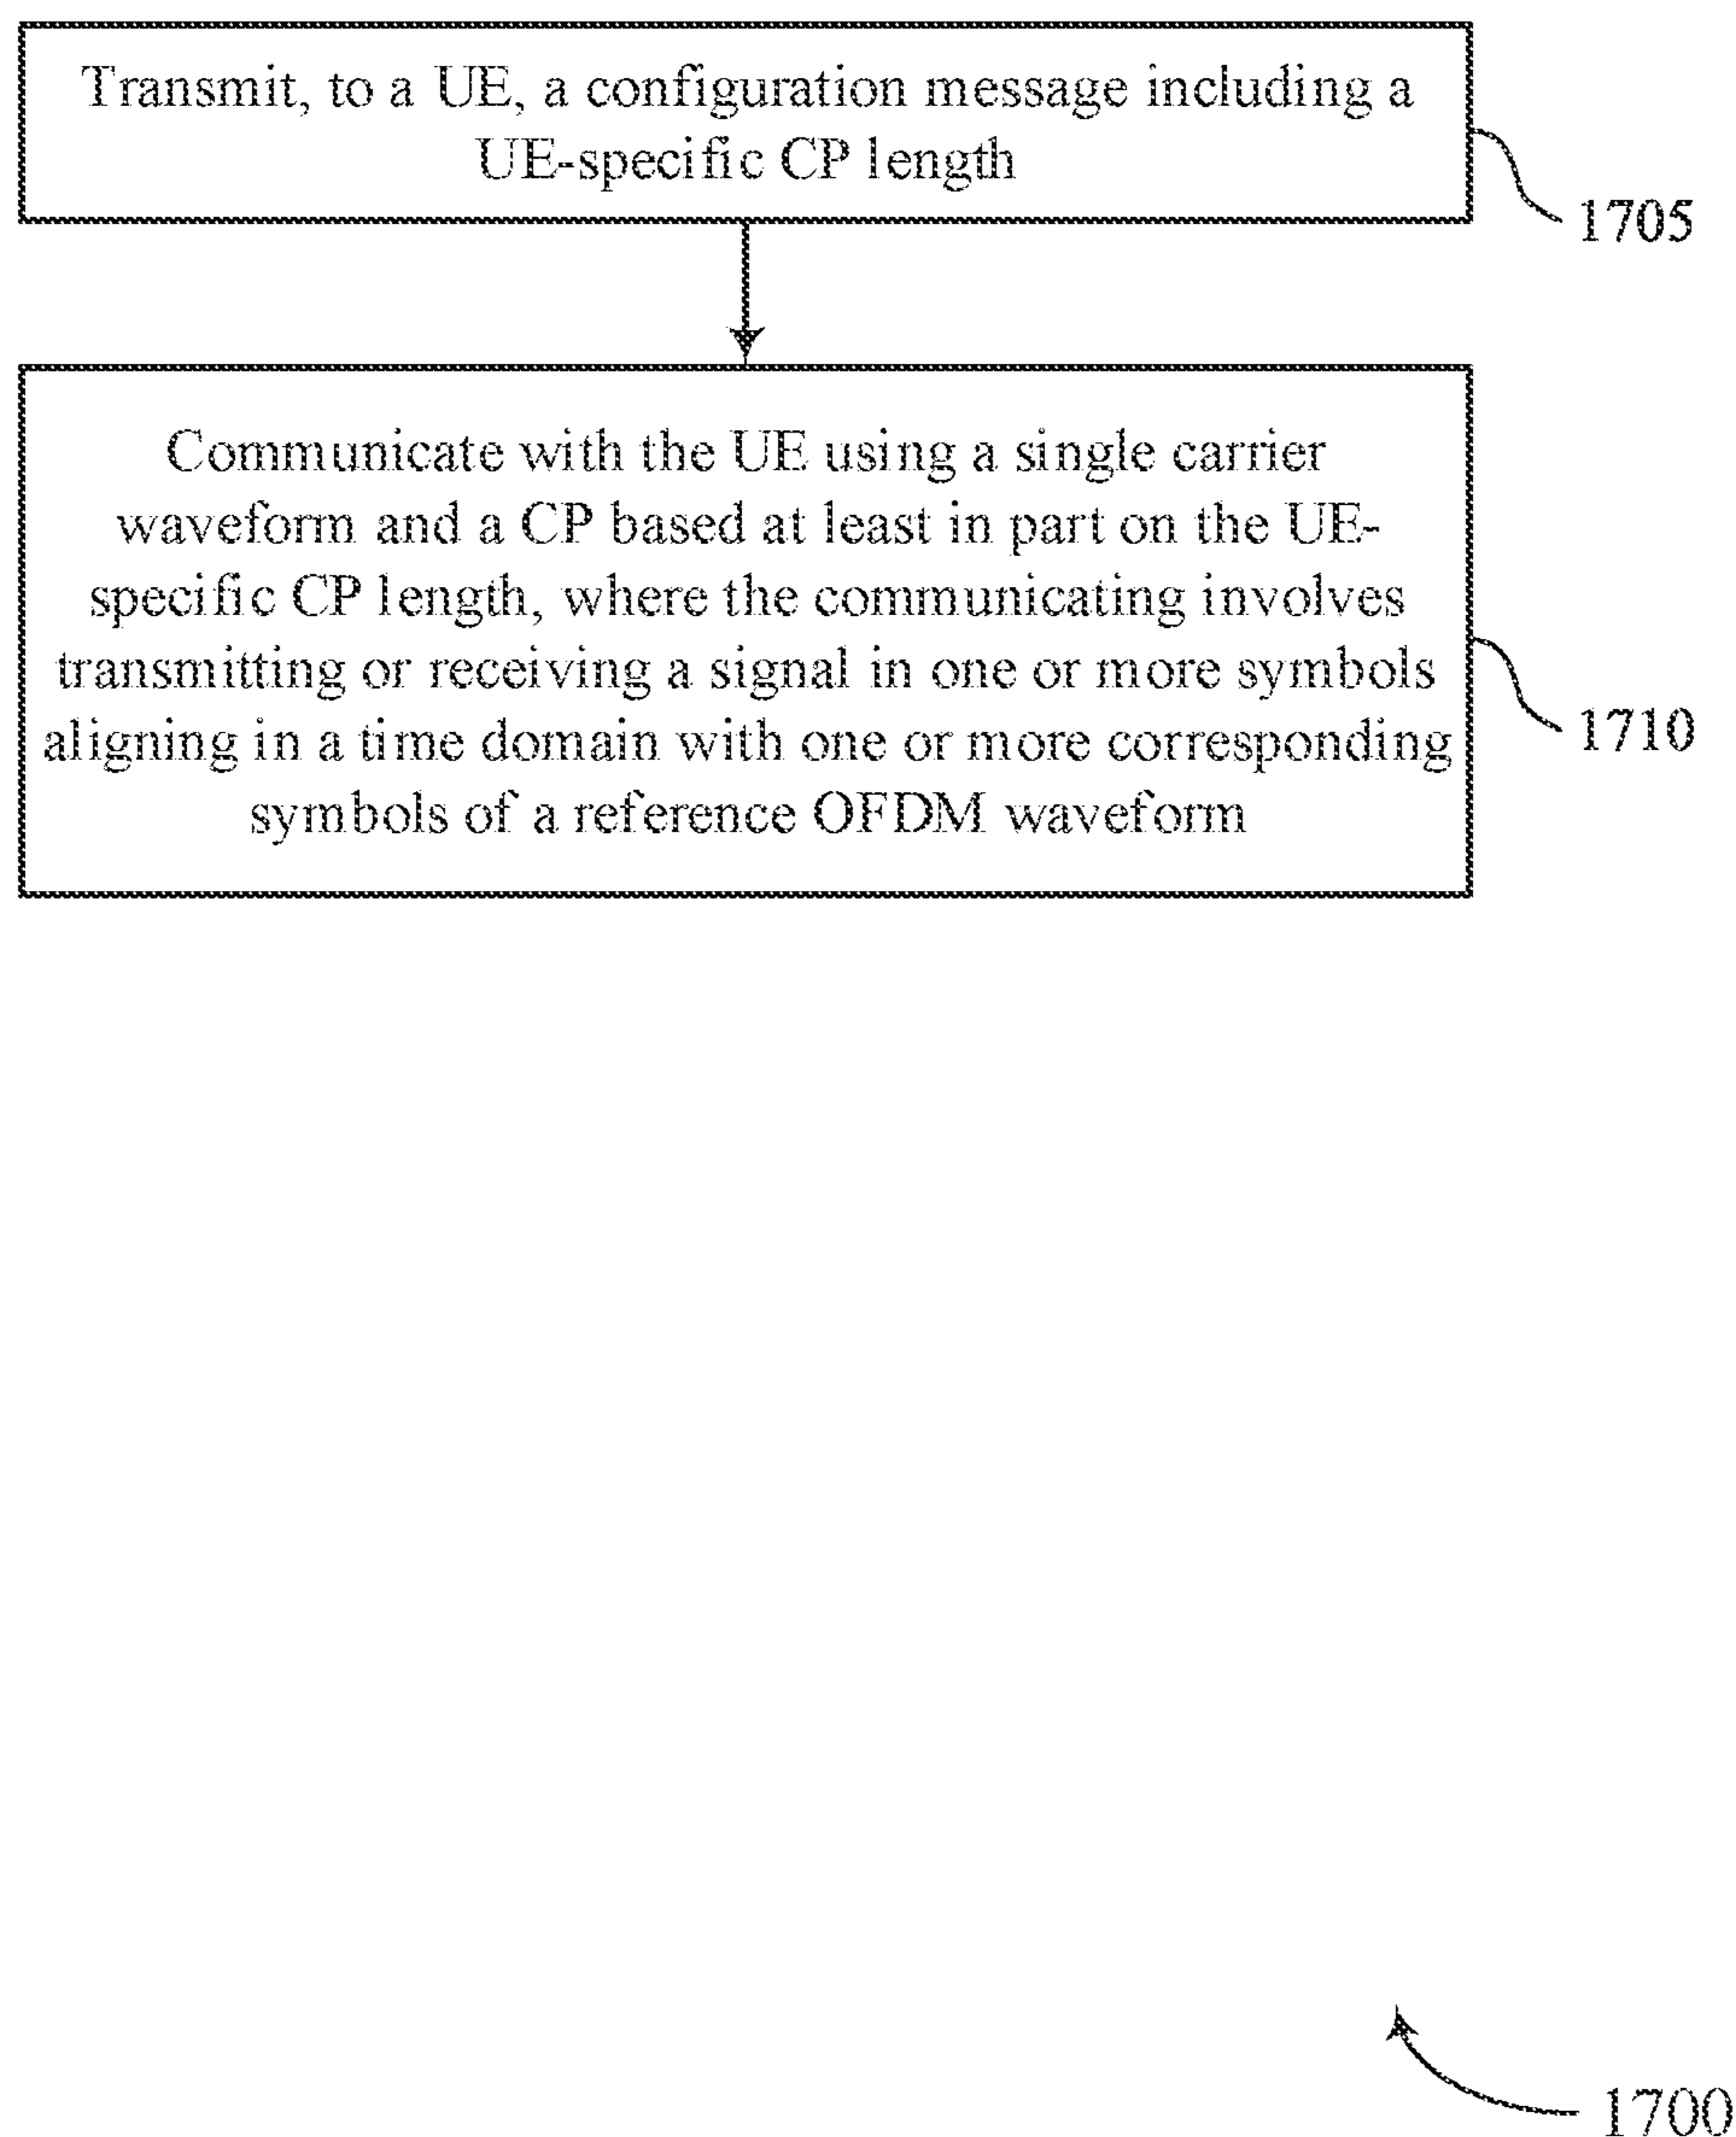 Transmit, to a UE, a configuration message including a
UE-specific CP length
1705
Communicate with the UE using a single carrier
waveform and a CP based at least in part on the UE-
specific CP length, where the communicating involves
transmitting or receiving a signal in one or more symbols
aligning in a time domain with one or more corresponding
symbols of a reference OFDM waveform
1710
1700